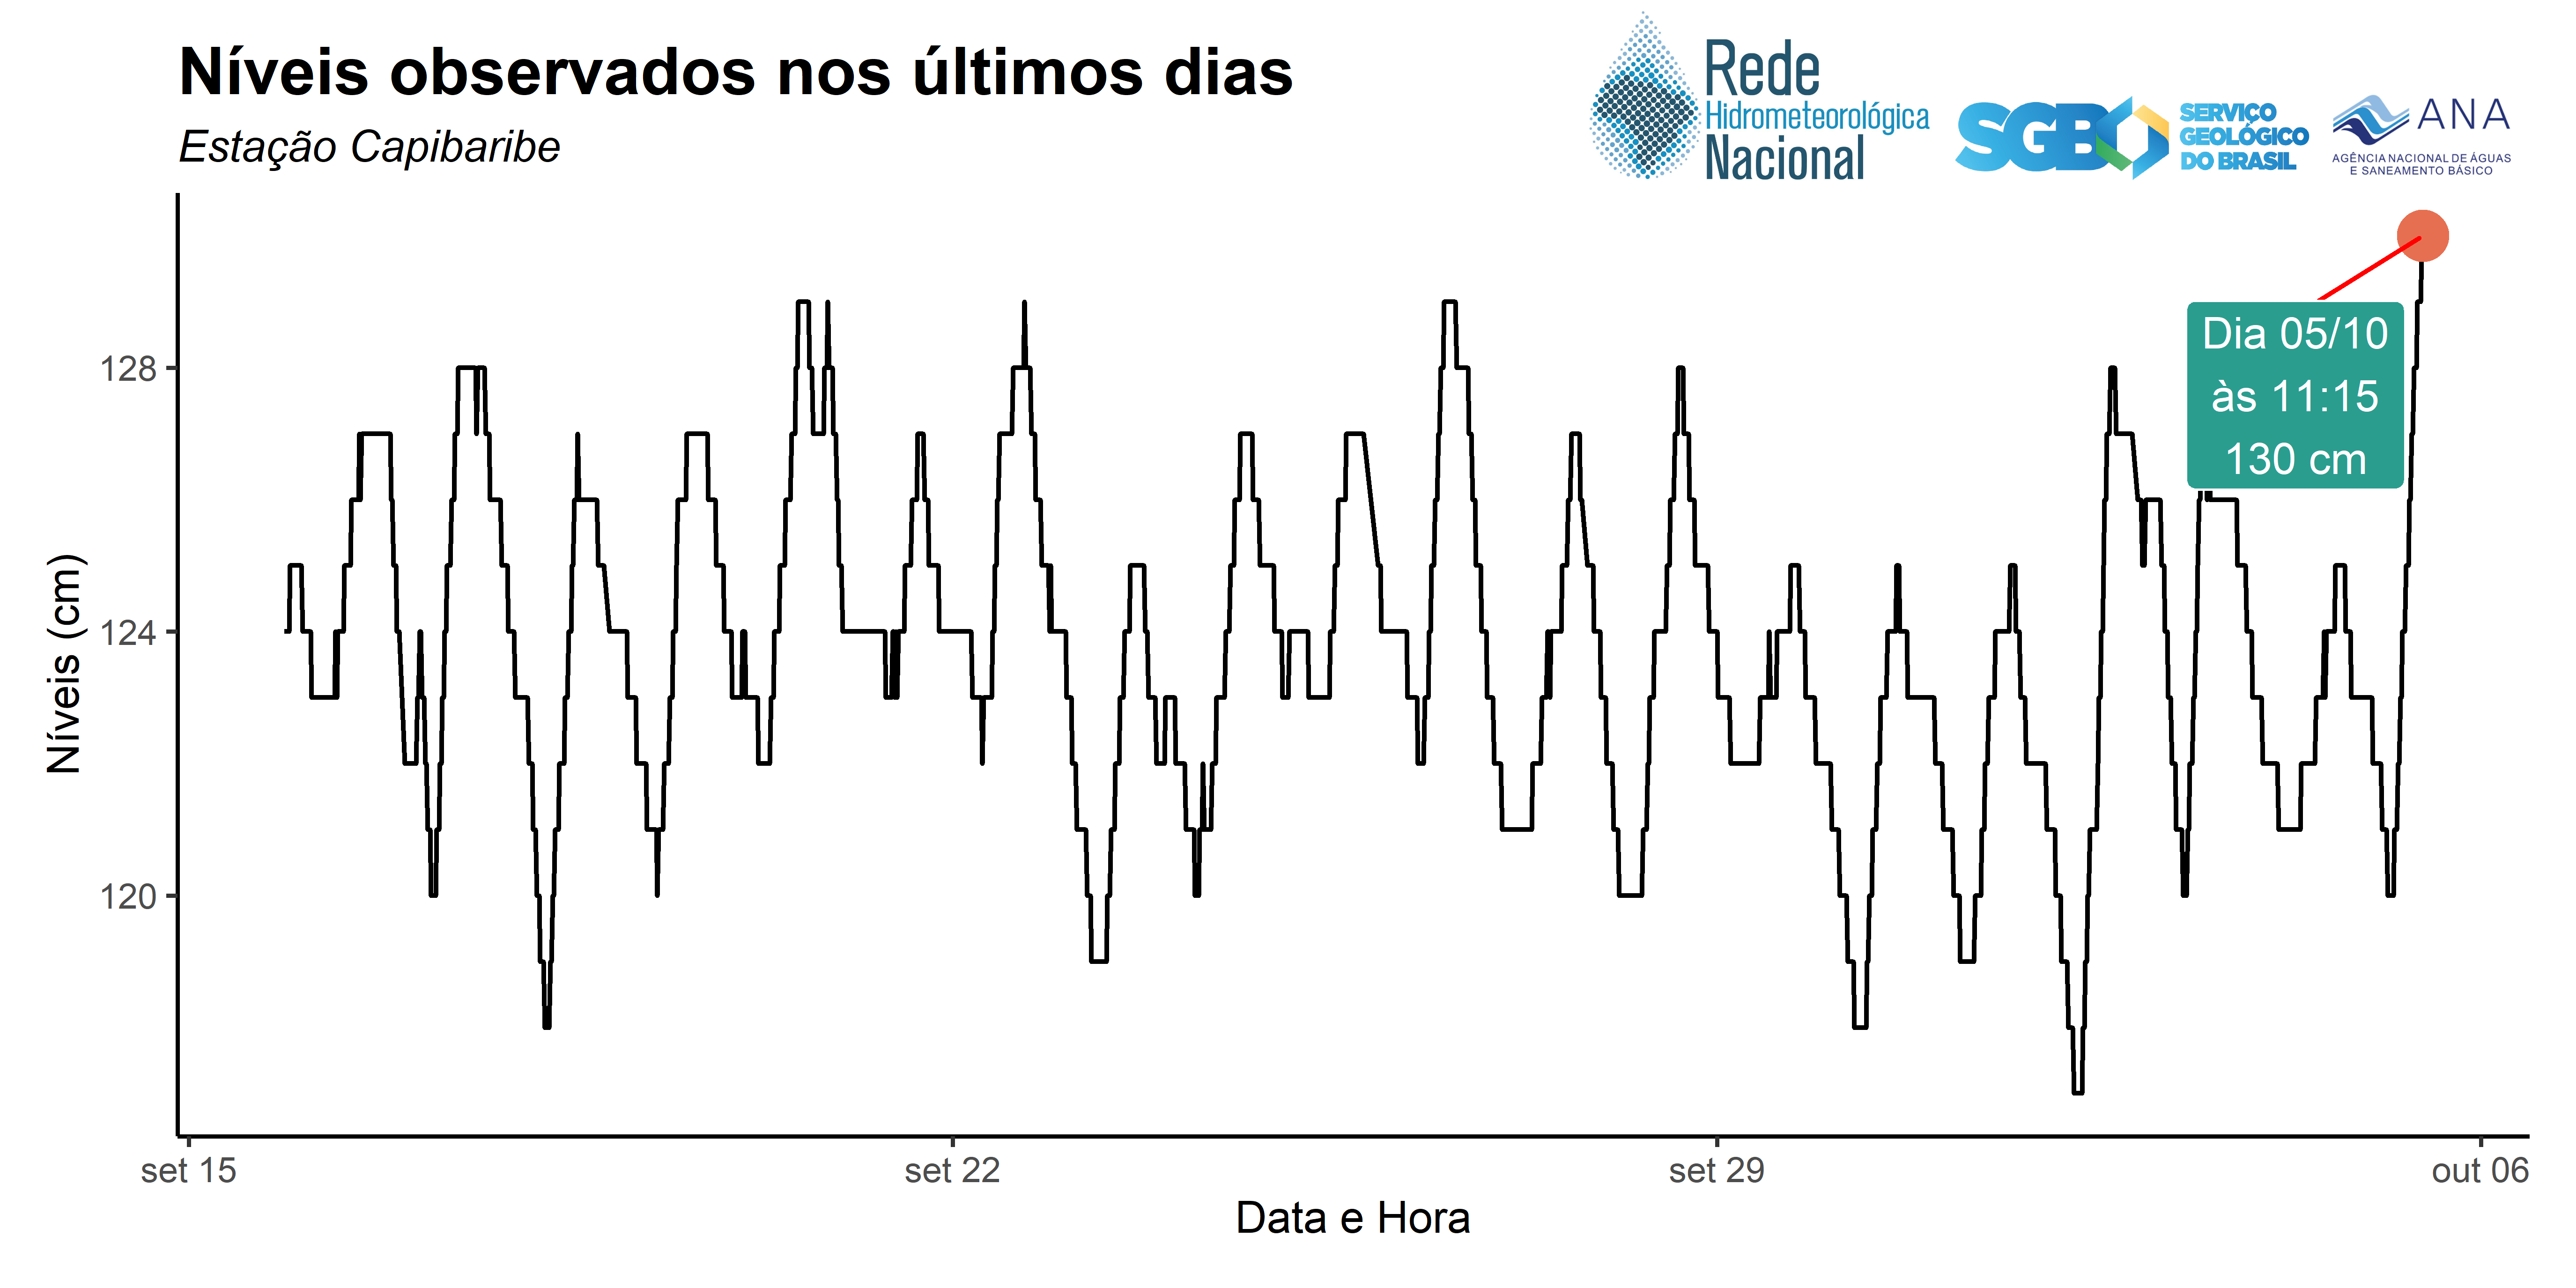 Níveis observados nos últimos dias
Estação Capibaribe
Rede
Hidrometeorológica
Nacional
SGB
SERVIÇO
GEOLÓGICO
DO BRASIL
ANA
AGÊNCIA NACIONAL DE ÁGUAS
E SANEAMENTO BÁSICO
Níveis (cm)
128
124
120
Dia 05/10
às 11:15
130 cm
set 15
set 22
set 29
out 06
Data e Hora